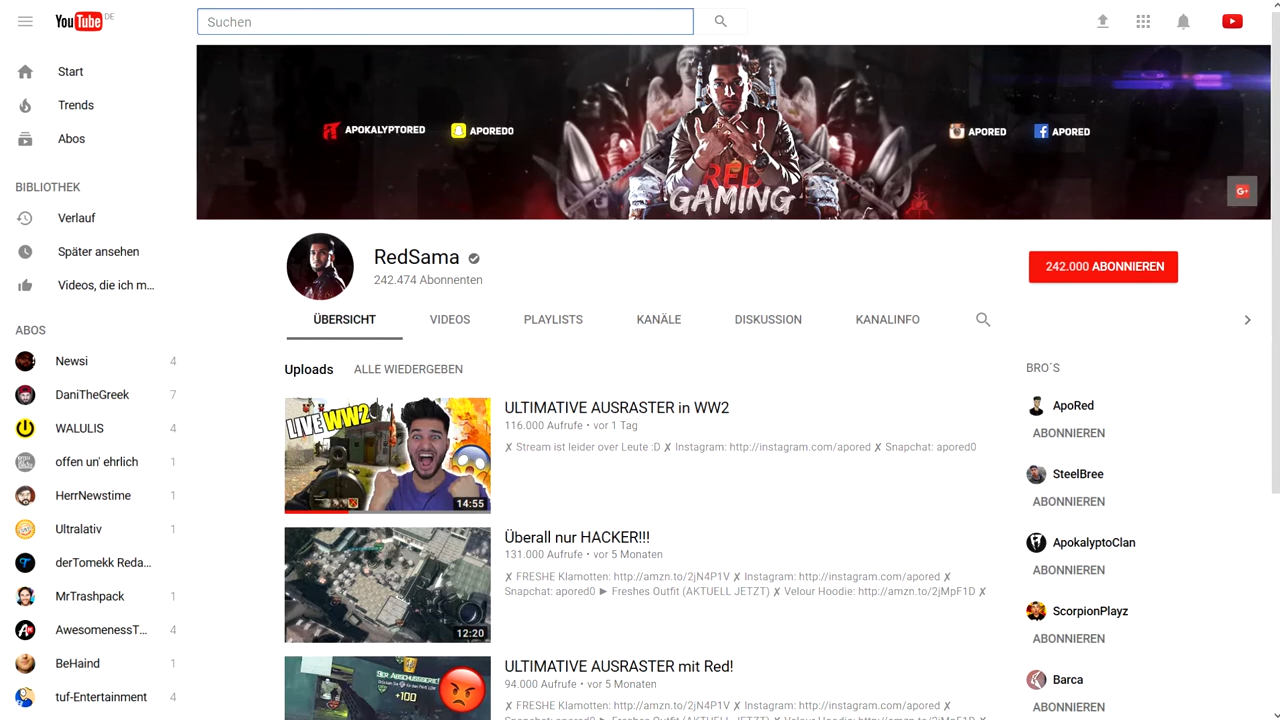 YouTube DE
Suchen
Start
Trends
Abos
BIBLIOTHEK
Verlauf
Später ansehen
Videos, die ich m...
ABOS
Newsi 4
DaniTheGreek 7
WALULIS 4
offen un' ehrlich 1
HerrNewstime 1
Ultralativ 1
derTomekk Reda...
MrTrashpack 1
AwesomenessT... 4
BeHaind 1
tuf-Entertainment 4
APOKALYPTORED
APORED0
APORED
APORED
RED
GAMING
G+
RedSama
242.474 Abonnenten
242.000 ABONNIEREN
ÜBERSICHT
VIDEOS
PLAYLISTS
KANÄLE
DISKUSSION
KANALINFO
Uploads
ALLE WIEDERGEBEN
LIVE WW2
14:55
ULTIMATIVE AUSRASTER in WW2
116.000 Aufrufe • vor 1 Tag
✗ Stream ist leider over Leute :D ✗ Instagram: http://instagram.com/apored ✗ Snapchat: apored0
12:20
Überall nur HACKER!!!
131.000 Aufrufe • vor 5 Monaten
✗ FRESHE Klamotten: http://amzn.to/2jN4P1V ✗ Instagram: http://instagram.com/apored ✗
Snapchat: apored0 ► Freshes Outfit (AKTUELL JETZT) ✗ Velour Hoodie: http://amzn.to/2jMpF1D ✗
9ER ABSCHUSSSERIE!
+100
ULTIMATIVE AUSRASTER mit Red!
94.000 Aufrufe • vor 5 Monaten
✗ FRESHE Klamotten: http://amzn.to/2jN4P1V ✗ Instagram: http://instagram.com/apored ✗
BRO´S
ApoRed
ABONNIEREN
SteelBree
ABONNIEREN
ApokalyptoClan
ABONNIEREN
ScorpionPlayz
ABONNIEREN
Barca
ABONNIEREN